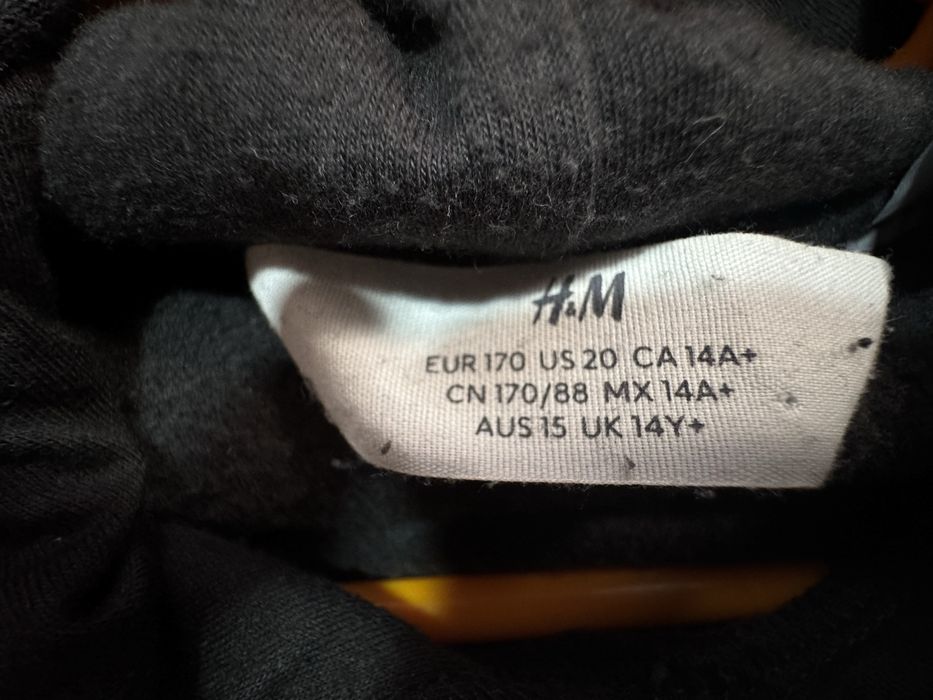 H&M
EUR 170 US 20 CA 14A+
CN 170/88 MX 14A+
AUS 15 UK 14Y+